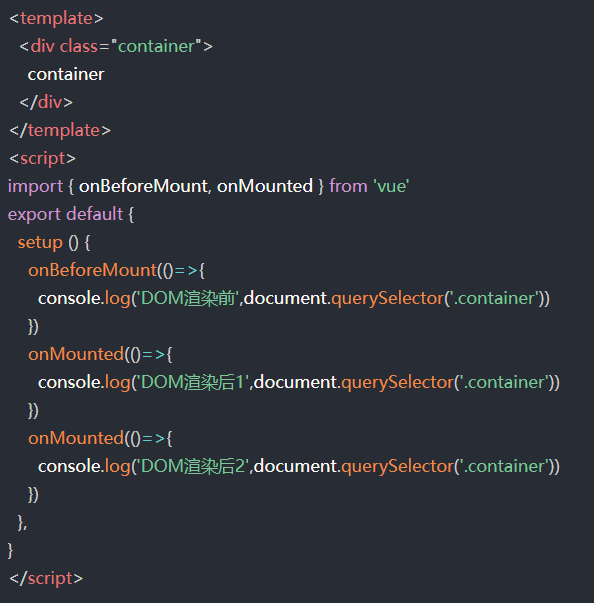 <template>
  <div class="container">
    container
  </div>
</template>
<script>
import { onBeforeMount, onMounted } from 'vue'
export default {
  setup () {
    onBeforeMount(()=>{
      console.log('DOM渲染前',document.querySelector('.container'))
    })
    onMounted(()=>{
      console.log('DOM渲染后1',document.querySelector('.container'))
    })
    onMounted(()=>{
      console.log('DOM渲染后2',document.querySelector('.container'))
    })
  },
}
</script>